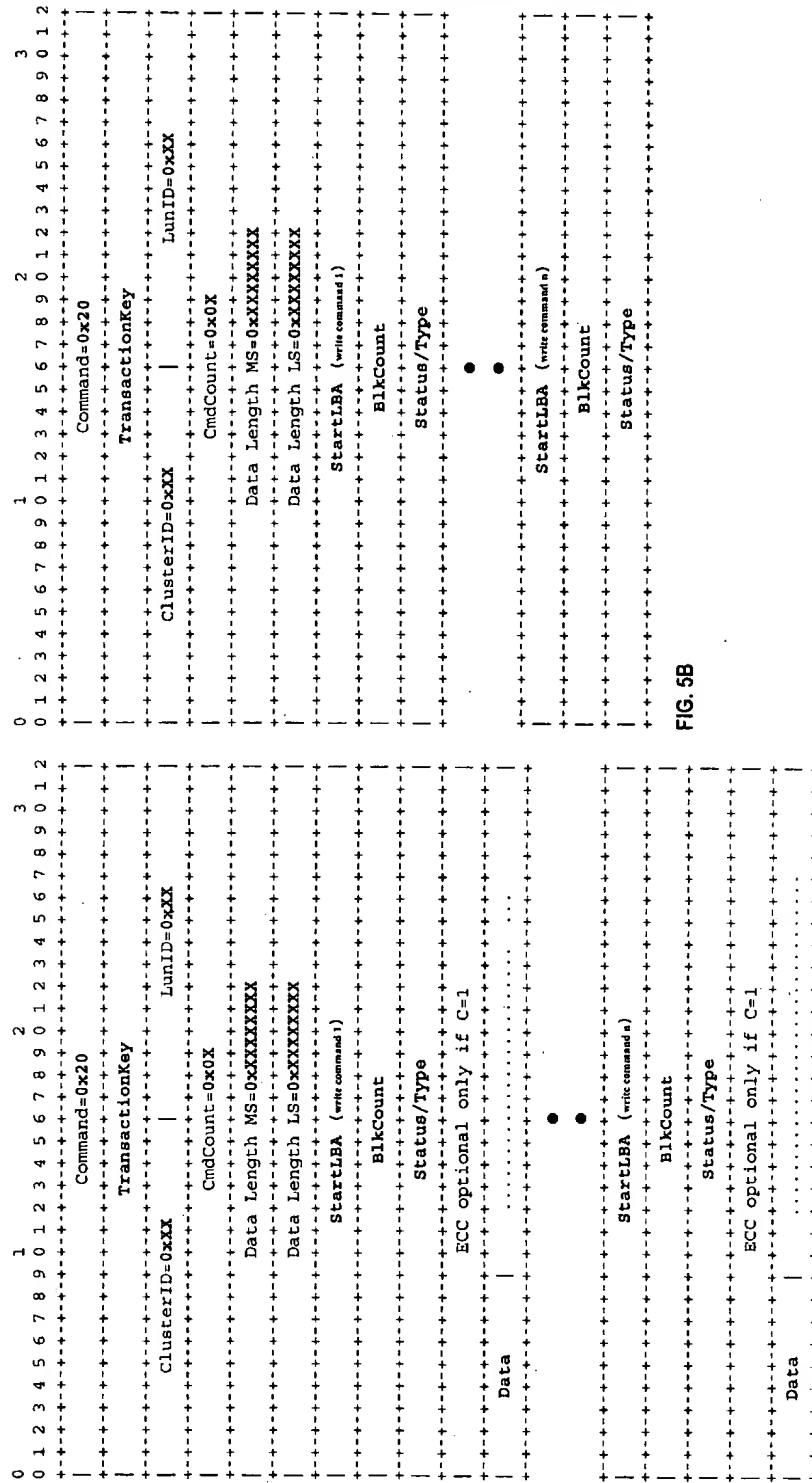 0 1 2 3
0 1 2 3 4 5 6 7 8 9 0 1 2 3 4 5 6 7 8 9 0 1 2 3 4 5 6 7 8 9 0 1 2
| Command=0x20 |
| TransactionKey |
| ClusterID=0xXX | LunID=0xXX |
| CmdCount=0x0X |
| Data Length MS=0xXXXXXXXX |
| Data Length LS=0xXXXXXXXX |
| StartLBA (write command 1) |
| BlkCount |
| Status/Type |
| ECC optional only if C=1 |
| Data | ........................ ... |
●
●
| StartLBA (write command n) |
| BlkCount |
| Status/Type |
| ECC optional only if C=1 |
| Data | ............................
0 1 2 3
0 1 2 3 4 5 6 7 8 9 0 1 2 3 4 5 6 7 8 9 0 1 2 3 4 5 6 7 8 9 0 1 2
| Command=0x20 |
| TransactionKey |
| ClusterID=0xXX | LunID=0xXX |
| CmdCount=0x0X |
| Data Length MS=0xXXXXXXXX |
| Data Length LS=0xXXXXXXXX |
| StartLBA (write command 1) |
| BlkCount |
| Status/Type |
●
●
| StartLBA (write command n) |
| BlkCount |
| Status/Type |
FIG. 5B